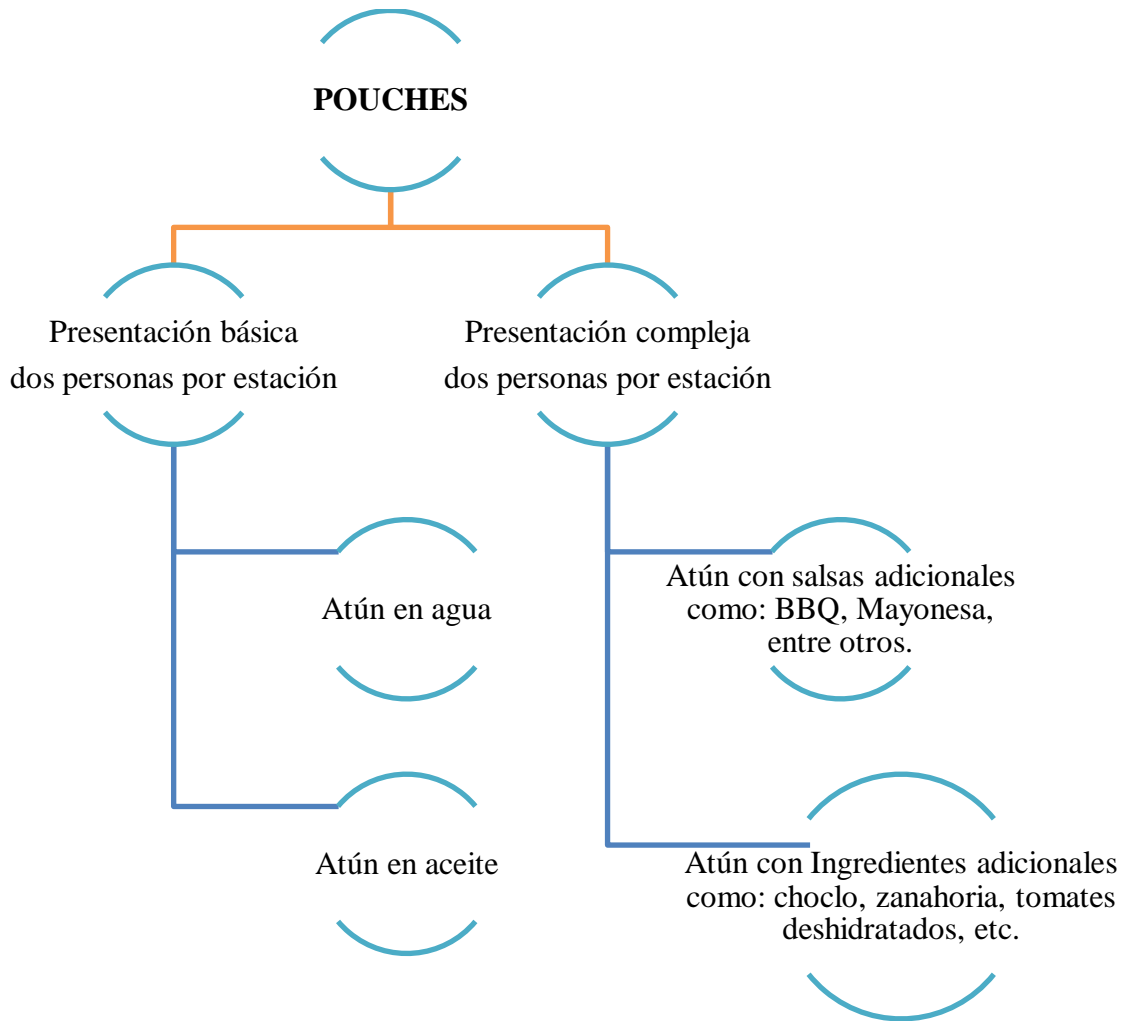 POUCHES
Presentación básica
dos personas por estación
Presentación compleja
dos personas por estación
Atún en agua
Atún con salsas adicionales
como: BBQ, Mayonesa,
entre otros.
Atún en aceite
Atún con Ingredientes adicionales
como: choclo, zanahoria, tomates
deshidratados, etc.